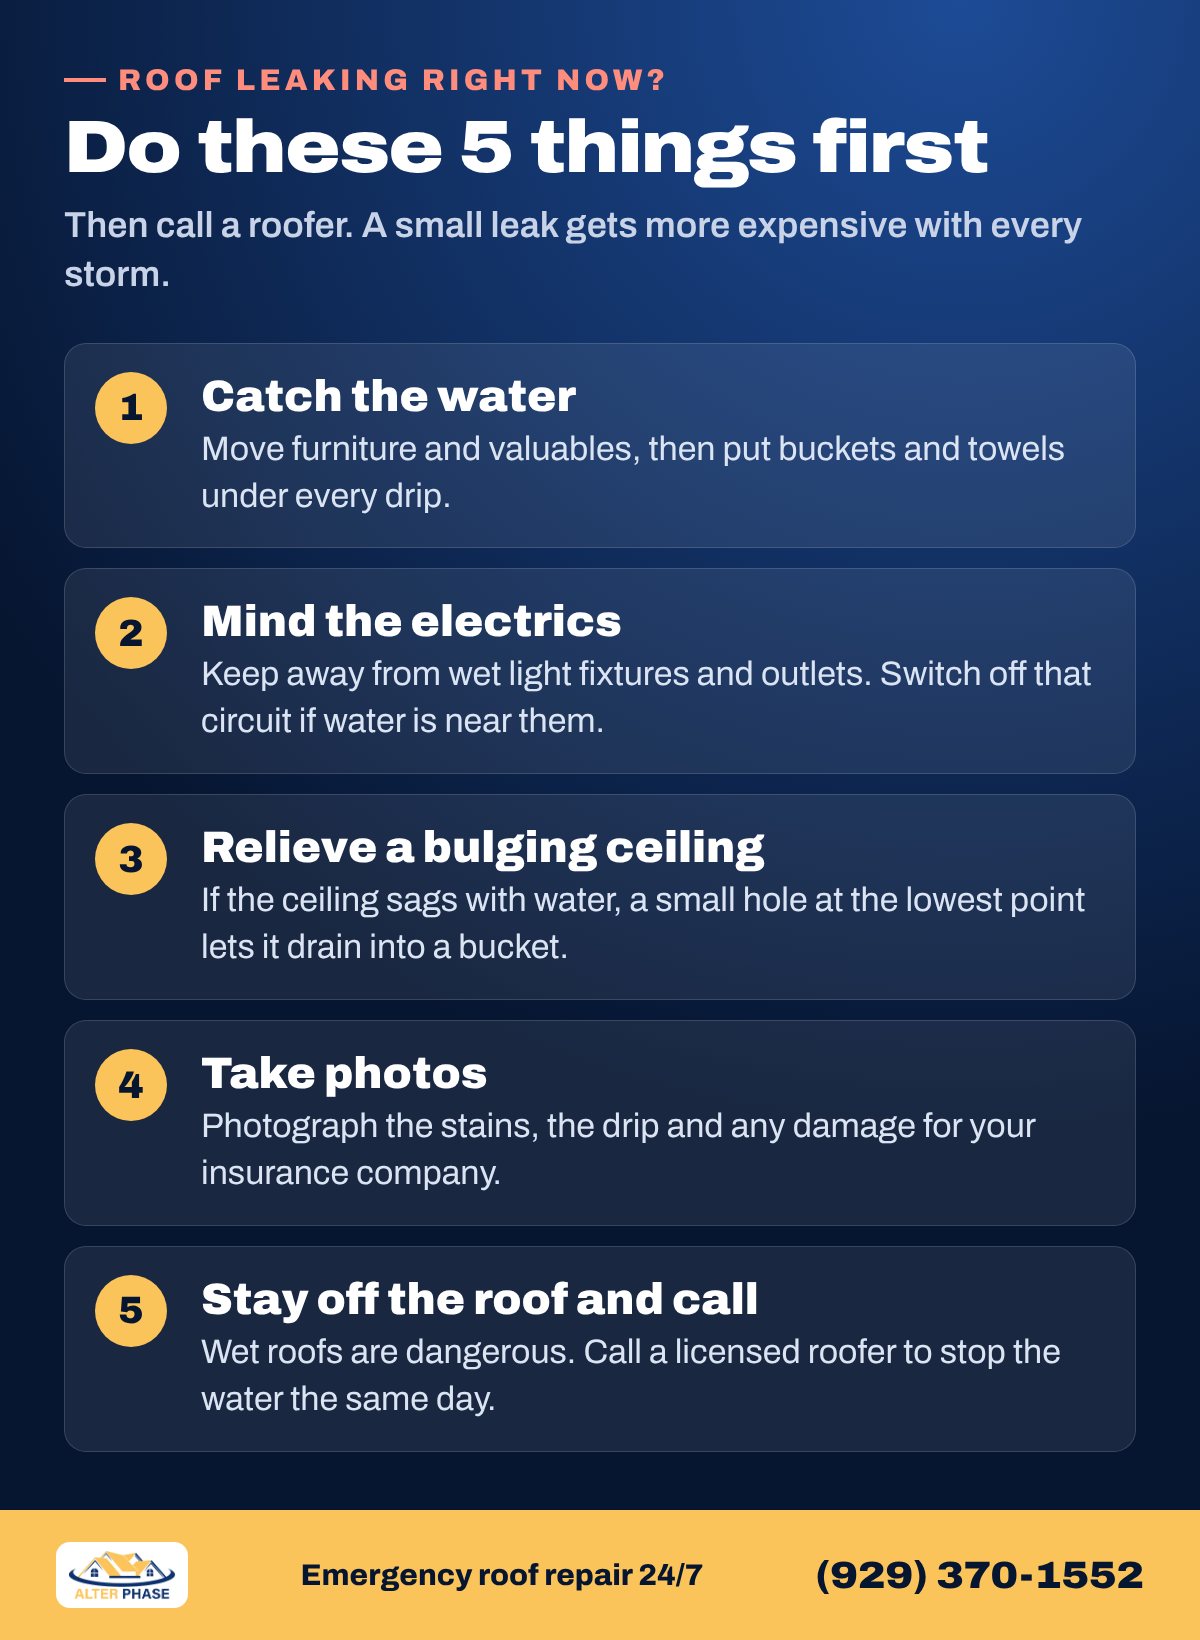 ROOF LEAKING RIGHT NOW?
Do these 5 things first
Then call a roofer. A small leak gets more expensive with every
storm.
1
Catch the water
Move furniture and valuables, then put buckets and towels
under every drip.
2
Mind the electrics
Keep away from wet light fixtures and outlets. Switch off that
circuit if water is near them.
3
Relieve a bulging ceiling
If the ceiling sags with water, a small hole at the lowest point
lets it drain into a bucket.
4
Take photos
Photograph the stains, the drip and any damage for your
insurance company.
5
Stay off the roof and call
Wet roofs are dangerous. Call a licensed roofer to stop the
water the same day.
ALTER PHASE
Emergency roof repair 24/7
(929) 370-1552